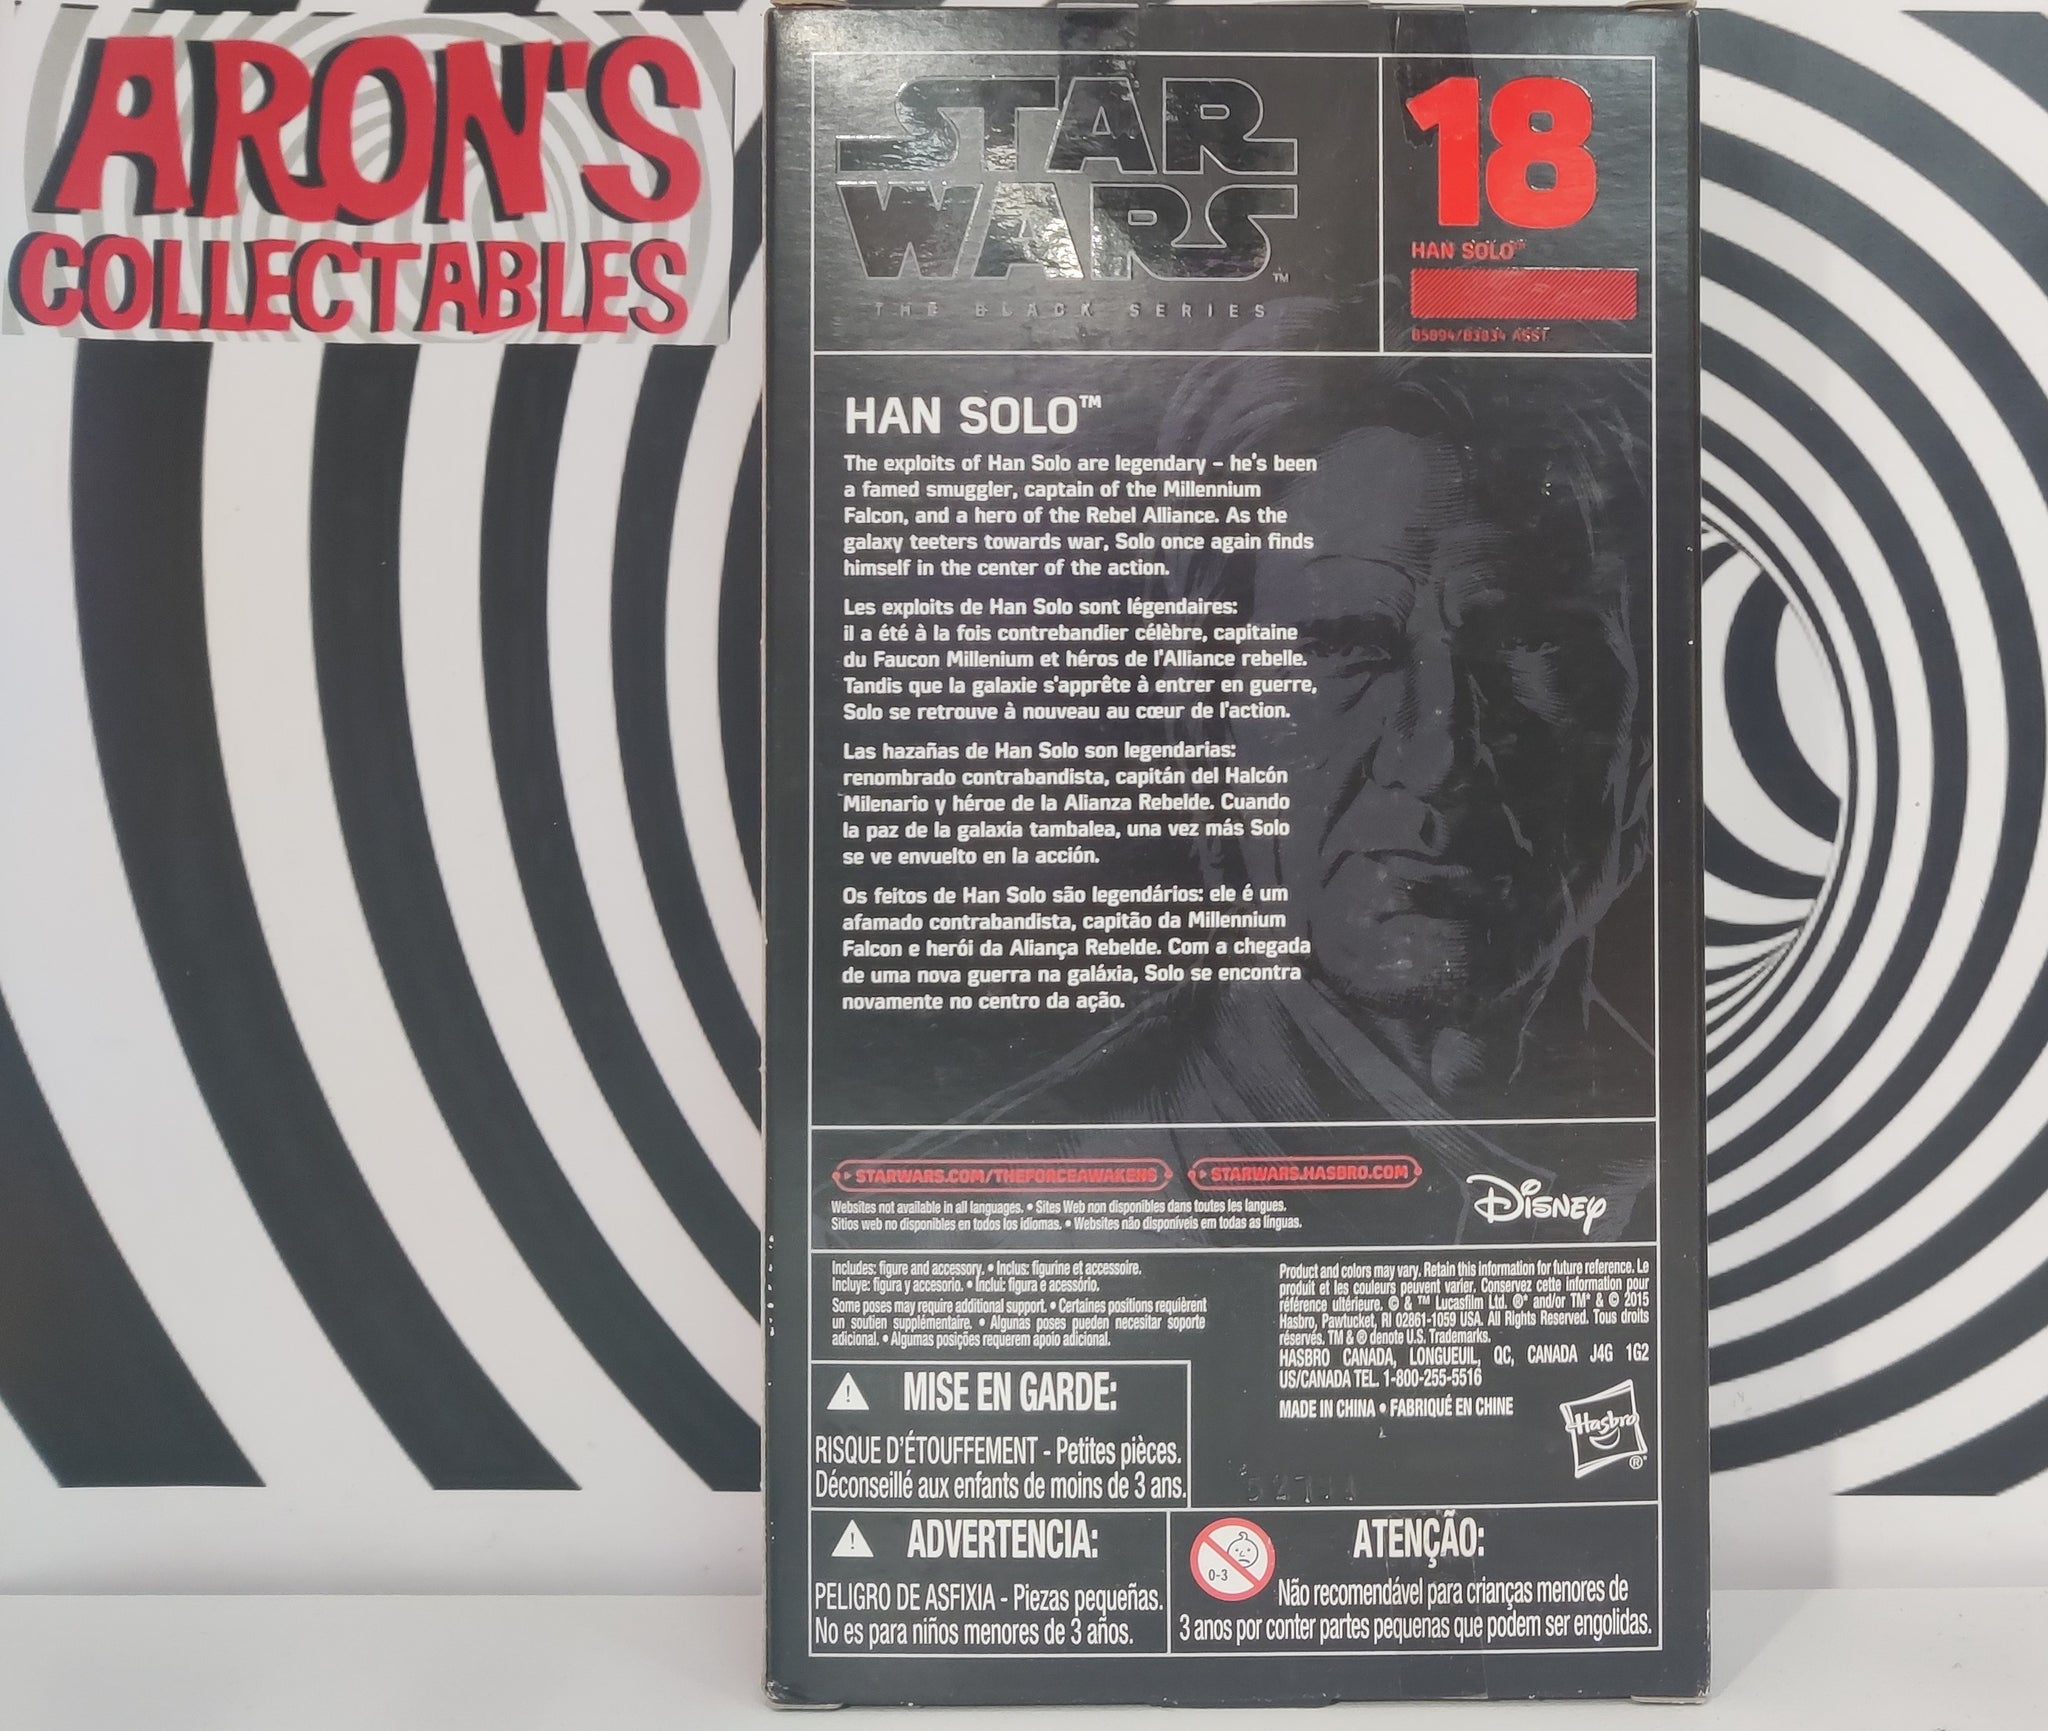 ARON'S
COLLECTABLES
STAR
WARS™
THE BLACK SERIES
18
HAN SOLO™
B5894/B3834 ASST.
HAN SOLO™
The exploits of Han Solo are legendary – he's been
a famed smuggler, captain of the Millennium
Falcon, and a hero of the Rebel Alliance. As the
galaxy teeters towards war, Solo once again finds
himself in the center of the action.
Les exploits de Han Solo sont légendaires:
il a été à la fois contrebandier célèbre, capitaine
du Faucon Millenium et héros de l'Alliance rebelle.
Tandis que la galaxie s'apprête à entrer en guerre,
Solo se retrouve à nouveau au cœur de l'action.
Las hazañas de Han Solo son legendarias:
renombrado contrabandista, capitán del Halcón
Milenario y héroe de la Alianza Rebelde. Cuando
la paz de la galaxia tambalea, una vez más Solo
se ve envuelto en la acción.
Os feitos de Han Solo são legendários: ele é um
afamado contrabandista, capitão da Millennium
Falcon e herói da Aliança Rebelde. Com a chegada
de uma nova guerra na galáxia, Solo se encontra
novamente no centro da ação.
STARWARS.COM/THEFORCEAWAKENS
STARWARS.HASBRO.COM
Websites not available in all languages. • Sites Web non disponibles dans toutes les langues.
Sitios web no disponibles en todos los idiomas. • Websites não disponíveis em todas as línguas.
Disney
Includes: figure and accessory. • Inclus: figurine et accessoire.
Incluye: figura y accesorio. • Inclui: figura e acessório.
Some poses may require additional support. • Certaines positions requièrent
un soutien supplémentaire. • Algunas poses pueden necesitar soporte
adicional. • Algumas posições requerem apoio adicional.
Product and colors may vary. Retain this information for future reference. Le
produit et les couleurs peuvent varier. Conservez cette information pour
référence ultérieure. © & ™ Lucasfilm Ltd. ®* and/or TM* & © 2015
Hasbro, Pawtucket, RI 02861-1059 USA. All Rights Reserved. Tous droits
réservés. TM & ® denote U.S. Trademarks.
HASBRO CANADA, LONGUEUIL, QC, CANADA J4G 1G2
US/CANADA TEL. 1-800-255-5516
MADE IN CHINA • FABRIQUÉ EN CHINE
Hasbro®
MISE EN GARDE:
RISQUE D'ÉTOUFFEMENT - Petites pièces.
Déconseillé aux enfants de moins de 3 ans.
ADVERTENCIA:
PELIGRO DE ASFIXIA - Piezas pequeñas.
No es para niños menores de 3 años.
0-3
ATENÇÃO:
Não recomendável para crianças menores de
3 anos por conter partes pequenas que podem ser engolidas.